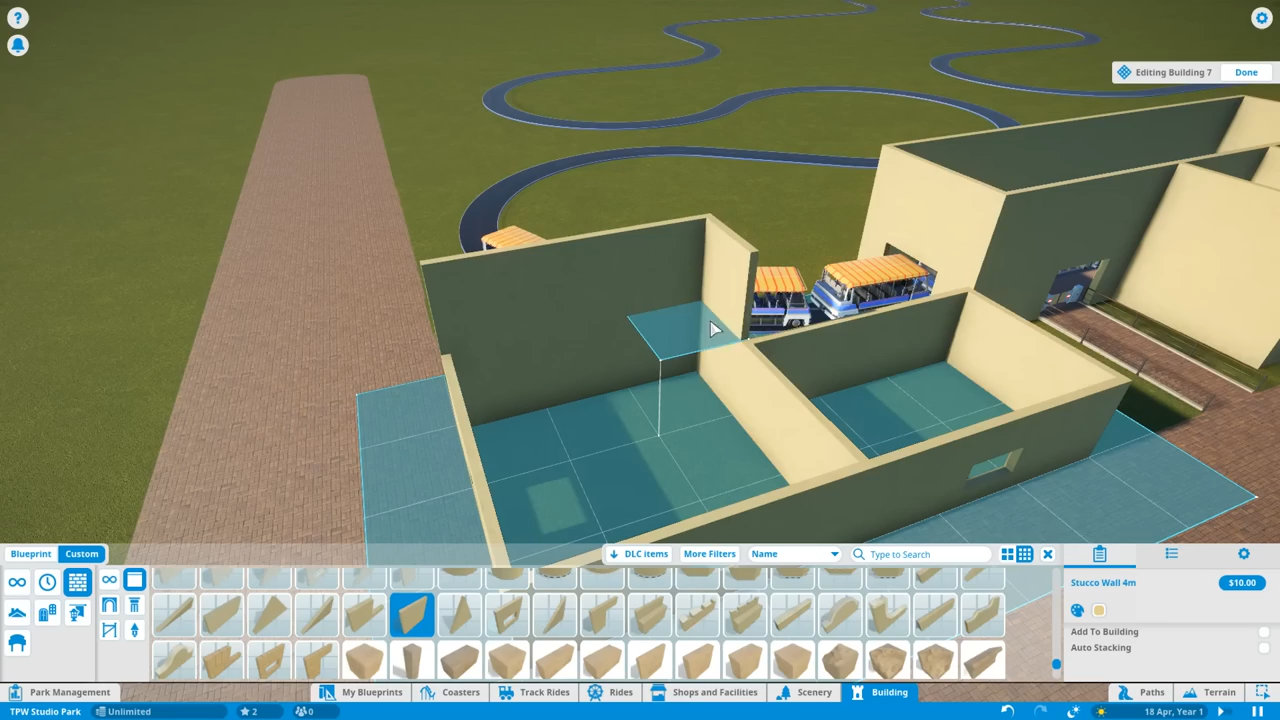 ?
Editing Building 7 Done
Blueprint Custom
DLC items More Filters Name Type to Search
Stucco Wall 4m $10.00
Add To Building
Auto Stacking
Park Management My Blueprints Coasters Track Rides Rides Shops and Facilities Scenery Building Paths Terrain
TPW Studio Park Unlimited 2 0 18 Apr, Year 1